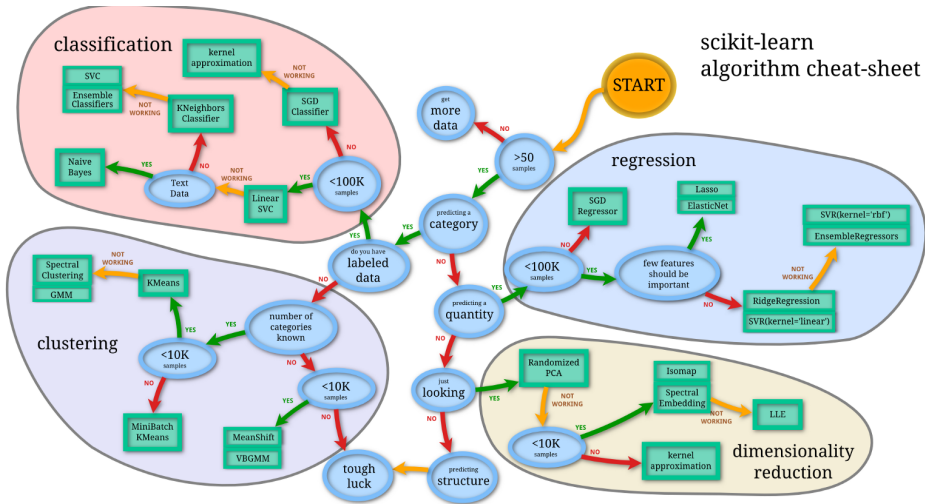 scikit-learn
algorithm cheat-sheet
START
get
more
data
NO
>50
samples
YES
predicting a
category
YES
NO
do you have
labeled
data
YES
NO
predicting a
quantity
YES
NO
just
looking
YES
NO
predicting
structure
tough
luck
classification
kernel
approximation
NOT
WORKING
SVC
Ensemble
Classifiers
NOT
WORKING
KNeighbors
Classifier
SGD
Classifier
NO
<100K
samples
YES
Linear
SVC
NOT
WORKING
Text
Data
NO
YES
Naive
Bayes
regression
SGD
Regressor
NO
<100K
samples
YES
few features
should be
important
YES
Lasso
ElasticNet
NO
RidgeRegression
SVR(kernel='linear')
NOT
WORKING
SVR(kernel='rbf')
EnsembleRegressors
clustering
Spectral
Clustering
GMM
NOT
WORKING
KMeans
YES
<10K
samples
NO
MiniBatch
KMeans
number of
categories
known
YES
NO
<10K
samples
YES
NO
MeanShift
VBGMM
dimensionality
reduction
Randomized
PCA
NOT
WORKING
<10K
samples
YES
NO
Isomap
Spectral
Embedding
NOT
WORKING
LLE
kernel
approximation